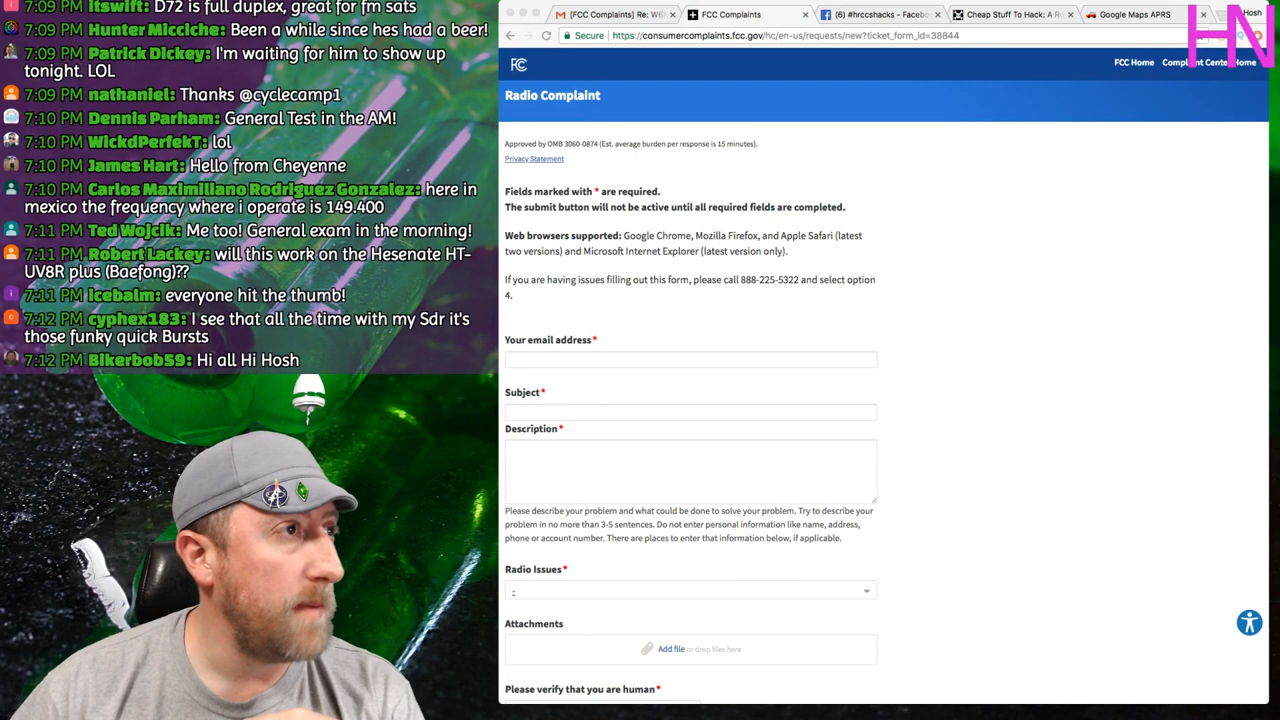 itswift: D72 is full duplex, great for fm sats
7:09 PM Hunter Micciche: Been a while since hes had a beer!
7:09 PM Patrick Dickey: I'm waiting for him to show up
tonight. LOL
7:09 PM nathaniel: Thanks @cyclecamp1
7:10 PM Dennis Parham: General Test in the AM!
7:10 PM WickdPerfekT: lol
7:10 PM James Hart: Hello from Cheyenne
7:10 PM Carlos Maximiliano Rodriguez Gonzalez: here in
mexico the frequency where i operate is 149.400
7:11 PM Ted Wojcik: Me too! General exam in the morning!
7:11 PM Robert Lackey: will this work on the Hesenate HT-
UV8R plus (Baefong)??
7:11 PM icebalm: everyone hit the thumb!
7:12 PM cyphex183: I see that all the time with my Sdr it's
those funky quick Bursts
7:12 PM Bikerbob59: Hi all Hi Hosh
[FCC Complaints] Re: W6
FCC Complaints
(6) #hrccshacks - Facebo
Cheap Stuff To Hack: A R
Google Maps APRS
Hosh
HN
Secure https://consumercomplaints.fcc.gov/hc/en-us/requests/new?ticket_form_id=38844
FCC
FCC Home
Complaint Center Home
Radio Complaint
Approved by OMB 3060-0874 (Est. average burden per response is 15 minutes).
Privacy Statement
Fields marked with * are required.
The submit button will not be active until all required fields are completed.
Web browsers supported: Google Chrome, Mozilla Firefox, and Apple Safari (latest
two versions) and Microsoft Internet Explorer (latest version only).
If you are having issues filling out this form, please call 888-225-5322 and select option
4.
Your email address*
Subject*
Description*
Please describe your problem and what could be done to solve your problem. Try to describe your
problem in no more than 3-5 sentences. Do not enter personal information like name, address,
phone or account number. There are places to enter that information below, if applicable.
Radio Issues*
-
Attachments
Add file or drop files here
Please verify that you are human*